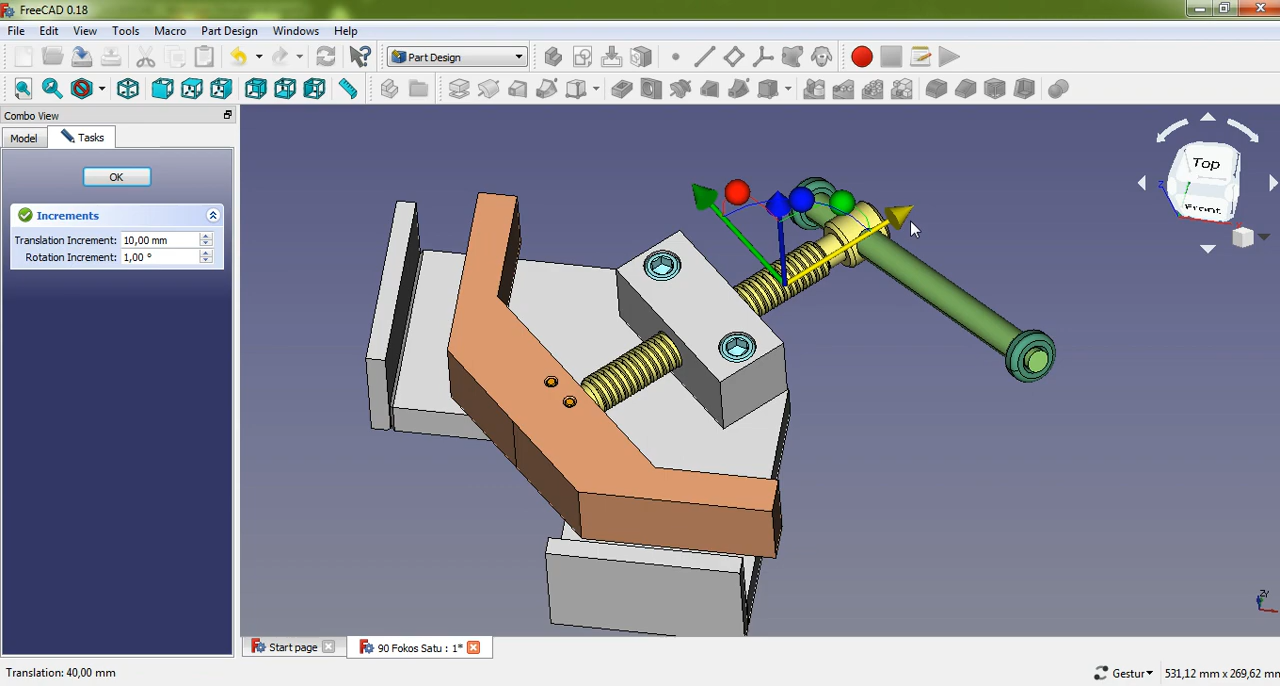 FreeCAD 0.18
File Edit View Tools Macro Part Design Windows Help
Part Design
Combo View
Model Tasks
OK
Increments
Translation Increment: 10,00 mm
Rotation Increment: 1,00 °
Top
Front
Z
ZY
Start page 90 Fokos Satu : 1*
Translation: 40,00 mm
Gestur 531,12 mm x 269,62 mm